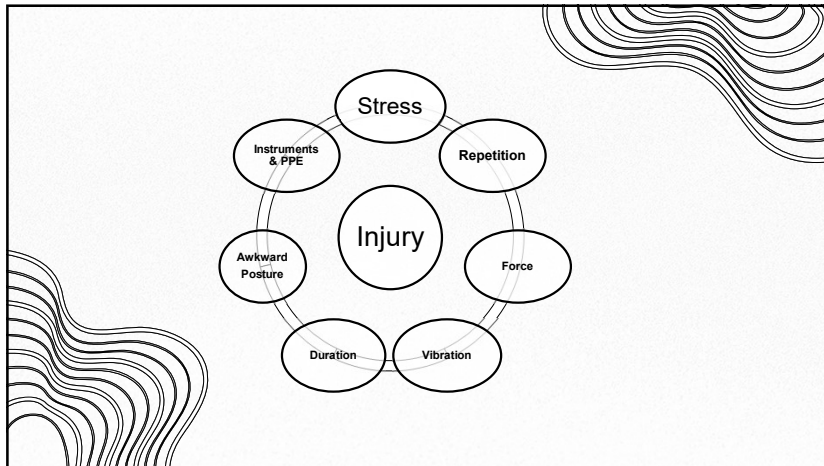 Stress
Instruments
& PPE
Repetition
Injury
Awkward
Posture
Force
Duration
Vibration